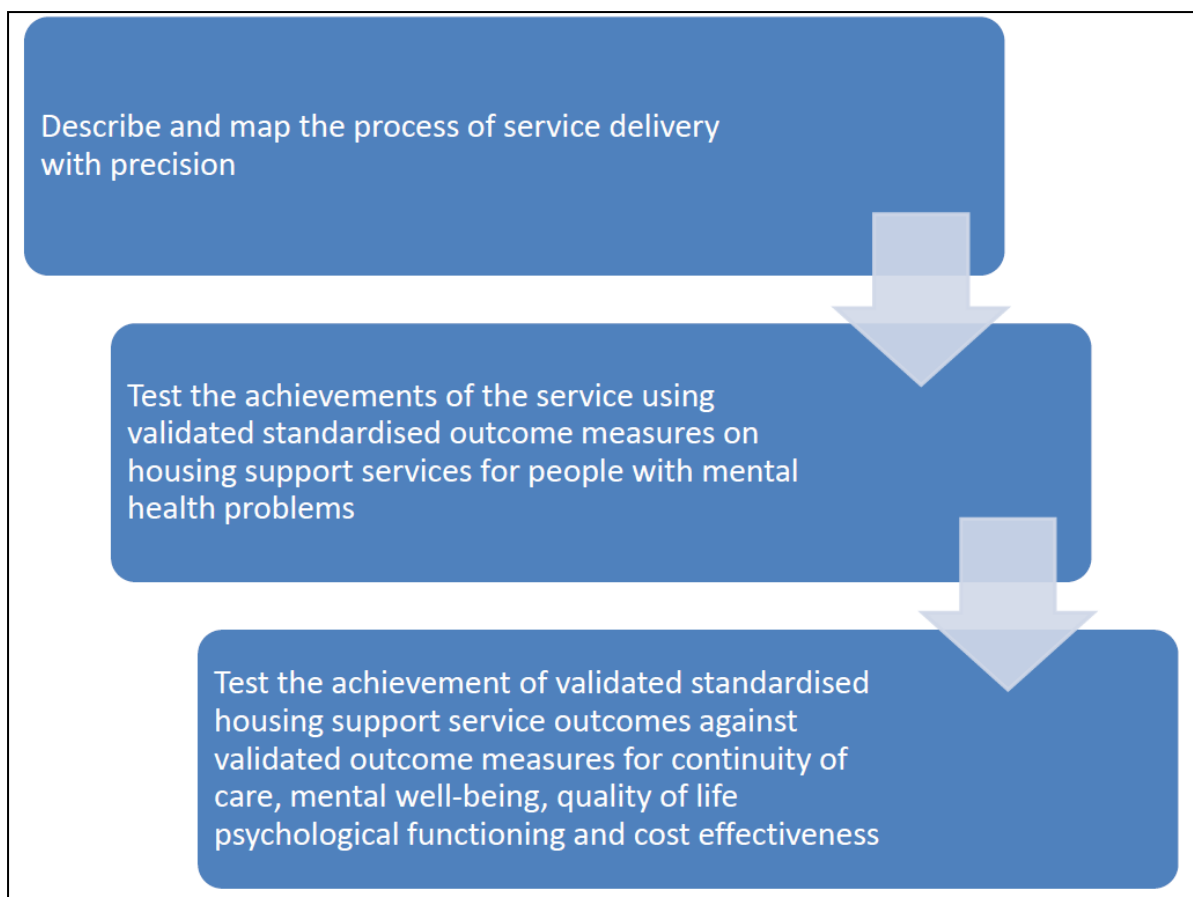 Describe and map the process of service delivery
with precision
Test the achievements of the service using
validated standardised outcome measures on
housing support services for people with mental
health problems
Test the achievement of validated standardised
housing support service outcomes against
validated outcome measures for continuity of
care, mental well-being, quality of life
psychological functioning and cost effectiveness